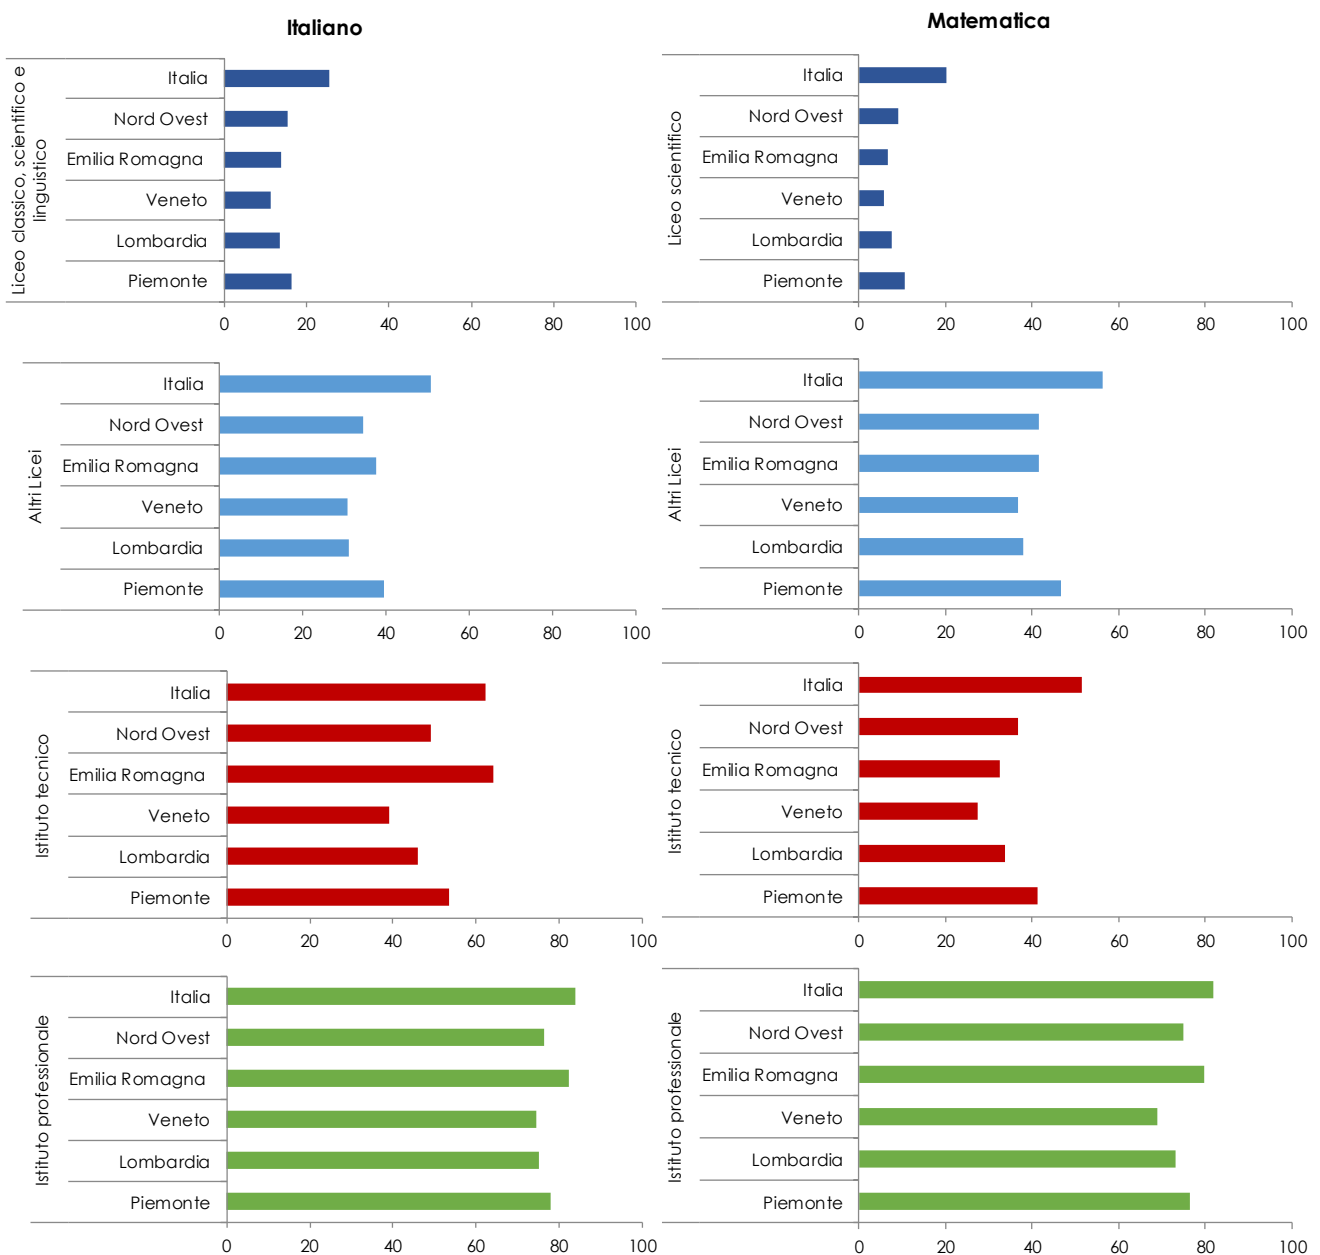 Italiano
Liceo classico, scientifico e
linguistico
Italia
Nord Ovest
Emilia Romagna
Veneto
Lombardia
Piemonte
0 20 40 60 80 100
Altri Licei
Italia
Nord Ovest
Emilia Romagna
Veneto
Lombardia
Piemonte
0 20 40 60 80 100
Istituto tecnico
Italia
Nord Ovest
Emilia Romagna
Veneto
Lombardia
Piemonte
0 20 40 60 80 100
Istituto professionale
Italia
Nord Ovest
Emilia Romagna
Veneto
Lombardia
Piemonte
0 20 40 60 80 100
Matematica
Liceo scientifico
Italia
Nord Ovest
Emilia Romagna
Veneto
Lombardia
Piemonte
0 20 40 60 80 100
Altri Licei
Italia
Nord Ovest
Emilia Romagna
Veneto
Lombardia
Piemonte
0 20 40 60 80 100
Istituto tecnico
Italia
Nord Ovest
Emilia Romagna
Veneto
Lombardia
Piemonte
0 20 40 60 80 100
Istituto professionale
Italia
Nord Ovest
Emilia Romagna
Veneto
Lombardia
Piemonte
0 20 40 60 80 100